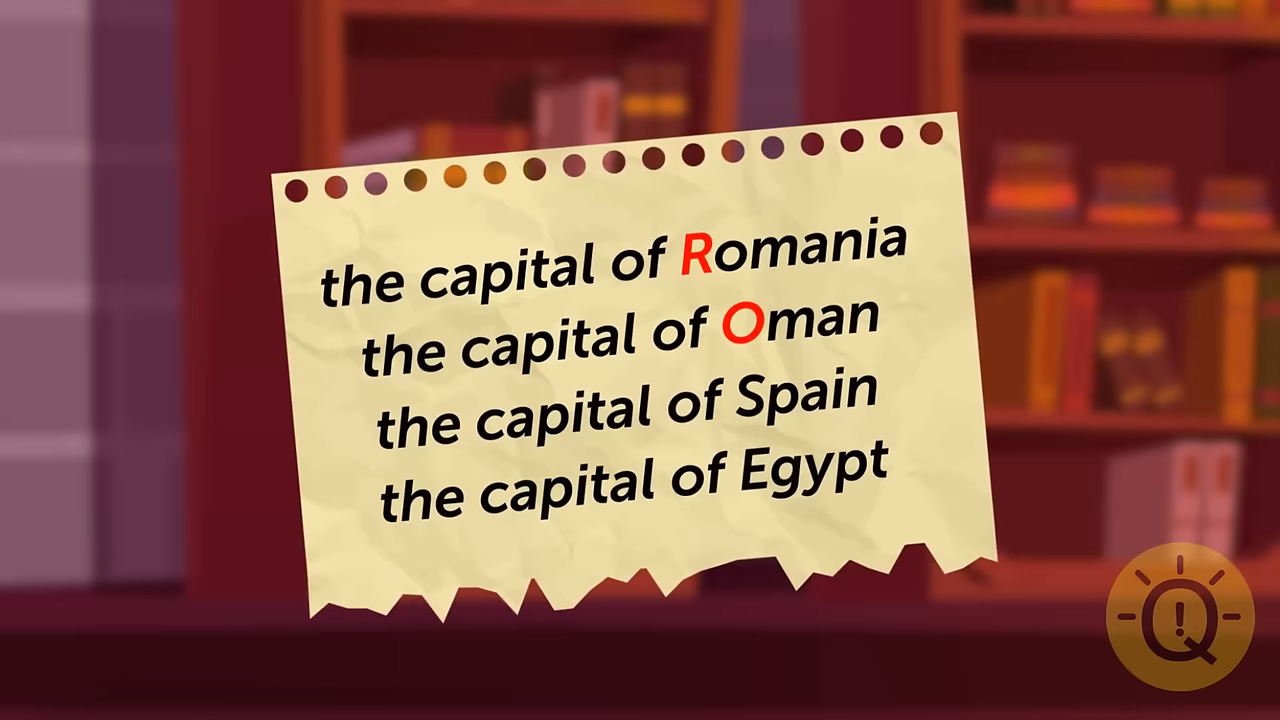 the capital of Romania
the capital of Oman
the capital of Spain
the capital of Egypt
Q!